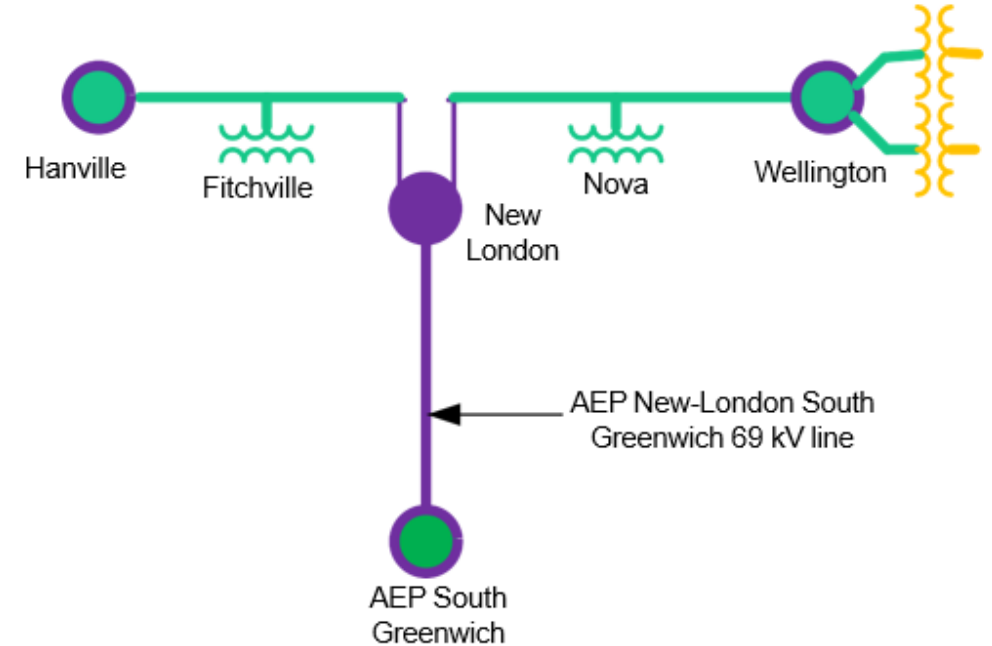 Hanville
Fitchville
Nova
Wellington
New
London
AEP New-London South
Greenwich 69 kV line
AEP South
Greenwich